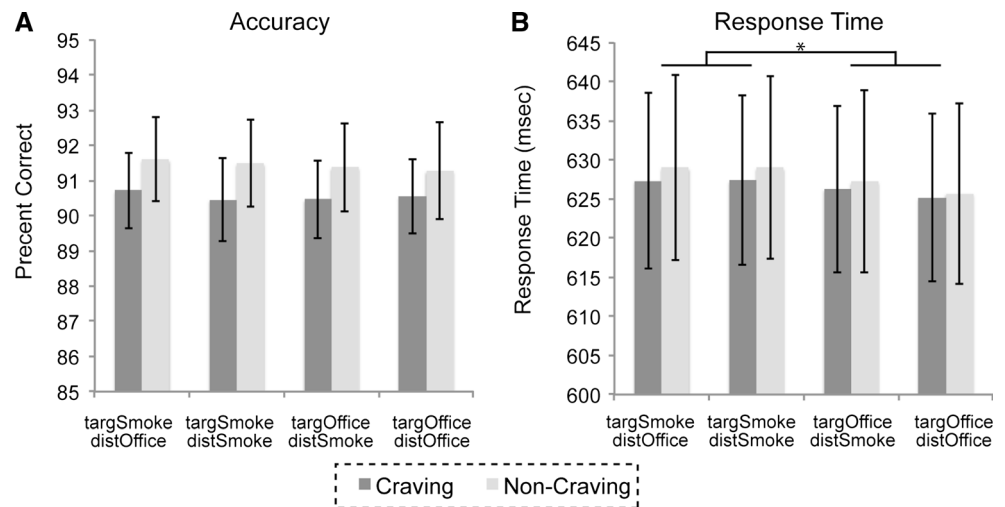 A
Accuracy
Precent Correct
95
94
93
92
91
90
89
88
87
86
85
targSmoke targSmoke targOffice targOffice
distOffice distSmoke distSmoke distOffice
B
Response Time
*
Response Time (msec)
645
640
635
630
625
620
615
610
605
600
targSmoke targSmoke targOffice targOffice
distOffice distSmoke distSmoke distOffice
Craving Non-Craving